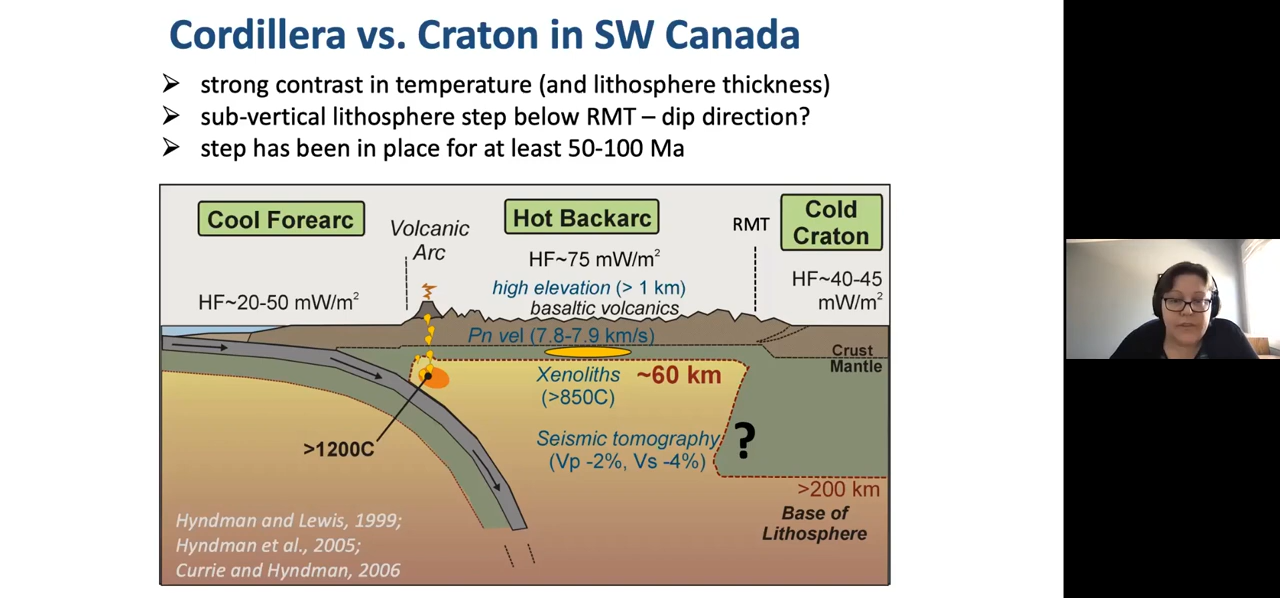 Cordillera vs. Craton in SW Canada
➢ strong contrast in temperature (and lithosphere thickness)
➢ sub-vertical lithosphere step below RMT – dip direction?
➢ step has been in place for at least 50-100 Ma
Cool Forearc
HF~20-50 mW/m²
Volcanic
Arc
Hot Backarc
HF~75 mW/m²
high elevation (> 1 km)
basaltic volcanics
RMT
Cold
Craton
HF~40-45
mW/m²
Pn vel (7.8-7.9 km/s)
Crust
Mantle
Xenoliths ~60 km
(>850C)
Seismic tomography
(Vp -2%, Vs -4%)
?
>1200C
>200 km
Base of
Lithosphere
Hyndman and Lewis, 1999;
Hyndman et al., 2005;
Currie and Hyndman, 2006